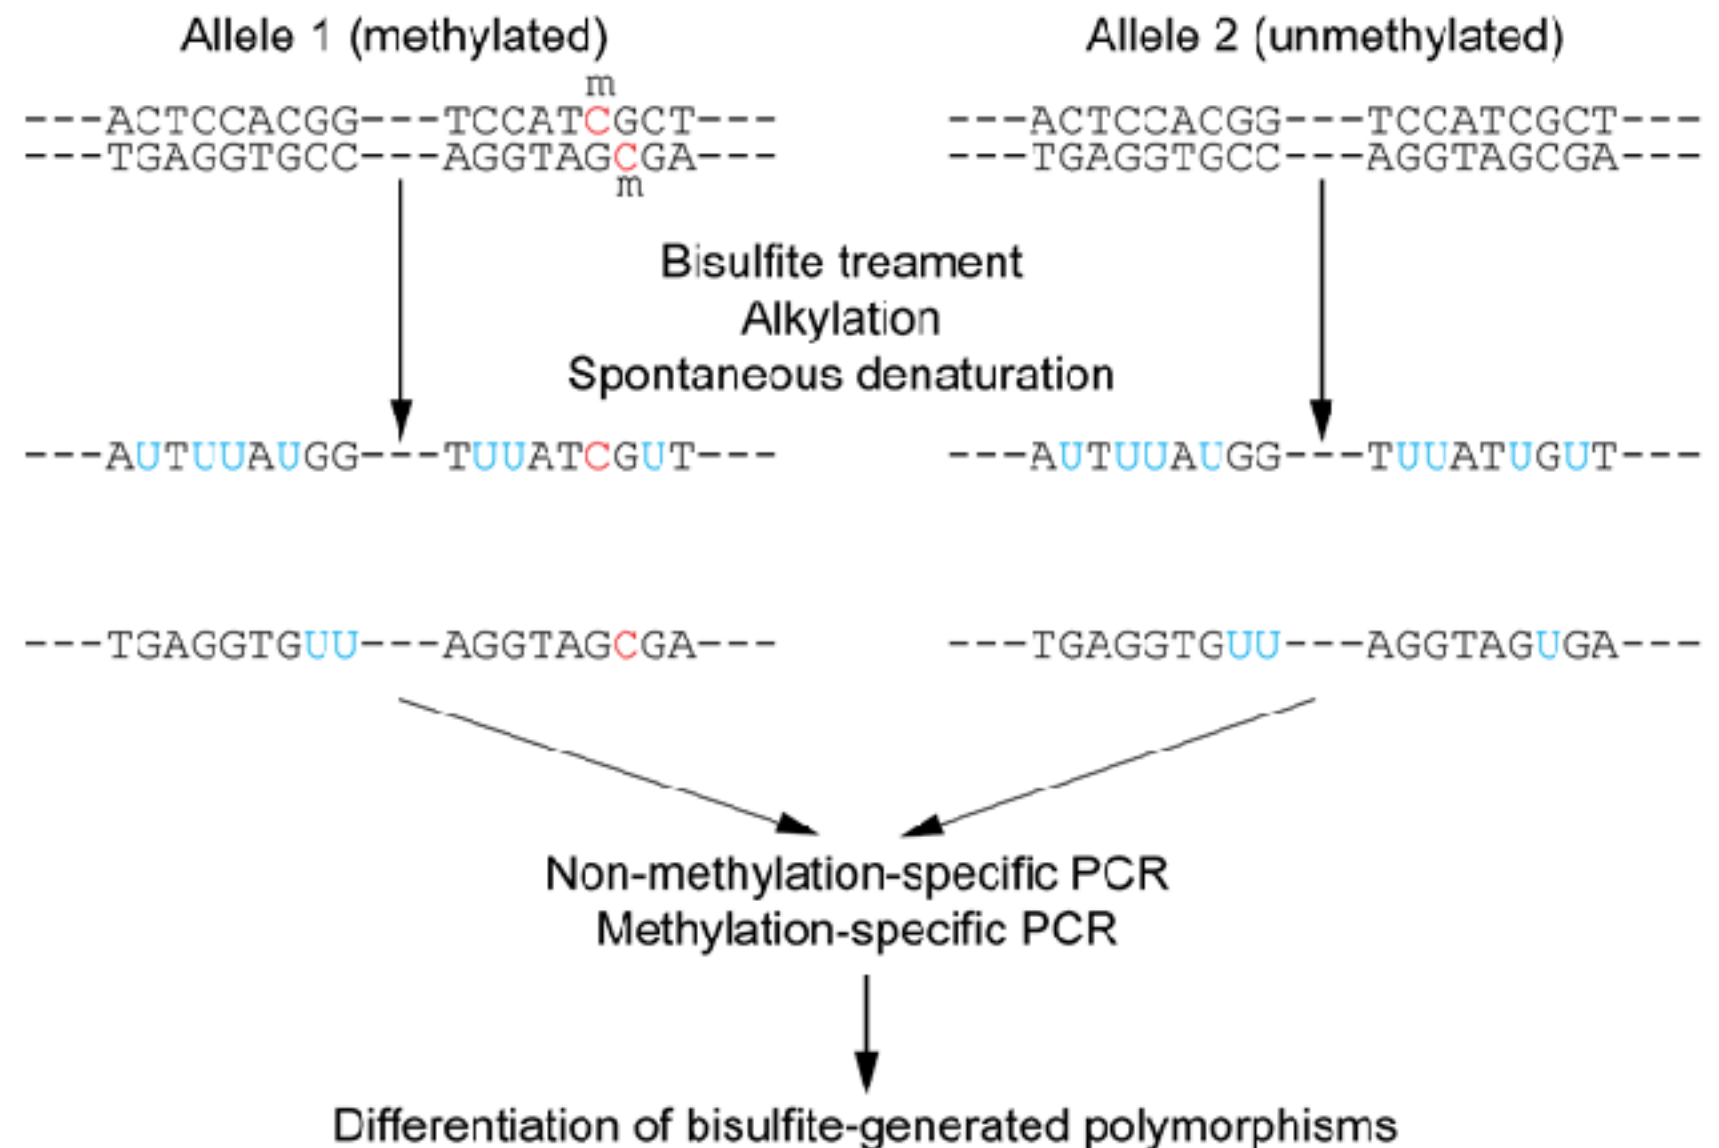 Allele 1 (methylated) Allele 2 (unmethylated)
m
---ACTCCACGG---TCCATCGCT--- ---ACTCCACGG---TCCATCGCT---
---TGAGGTGCC---AGGTAGCGA--- ---TGAGGTGCC---AGGTAGCGA---
m
Bisulfite treament
Alkylation
Spontaneous denaturation
---AUTUUAUGG---TUUATCGUT--- ---AUTUUAUGG---TUUATUGUT---
---TGAGGTGUU---AGGTAGCGA--- ---TGAGGTGUU---AGGTAGUGA---
Non-methylation-specific PCR
Methylation-specific PCR
Differentiation of bisulfite-generated polymorphisms